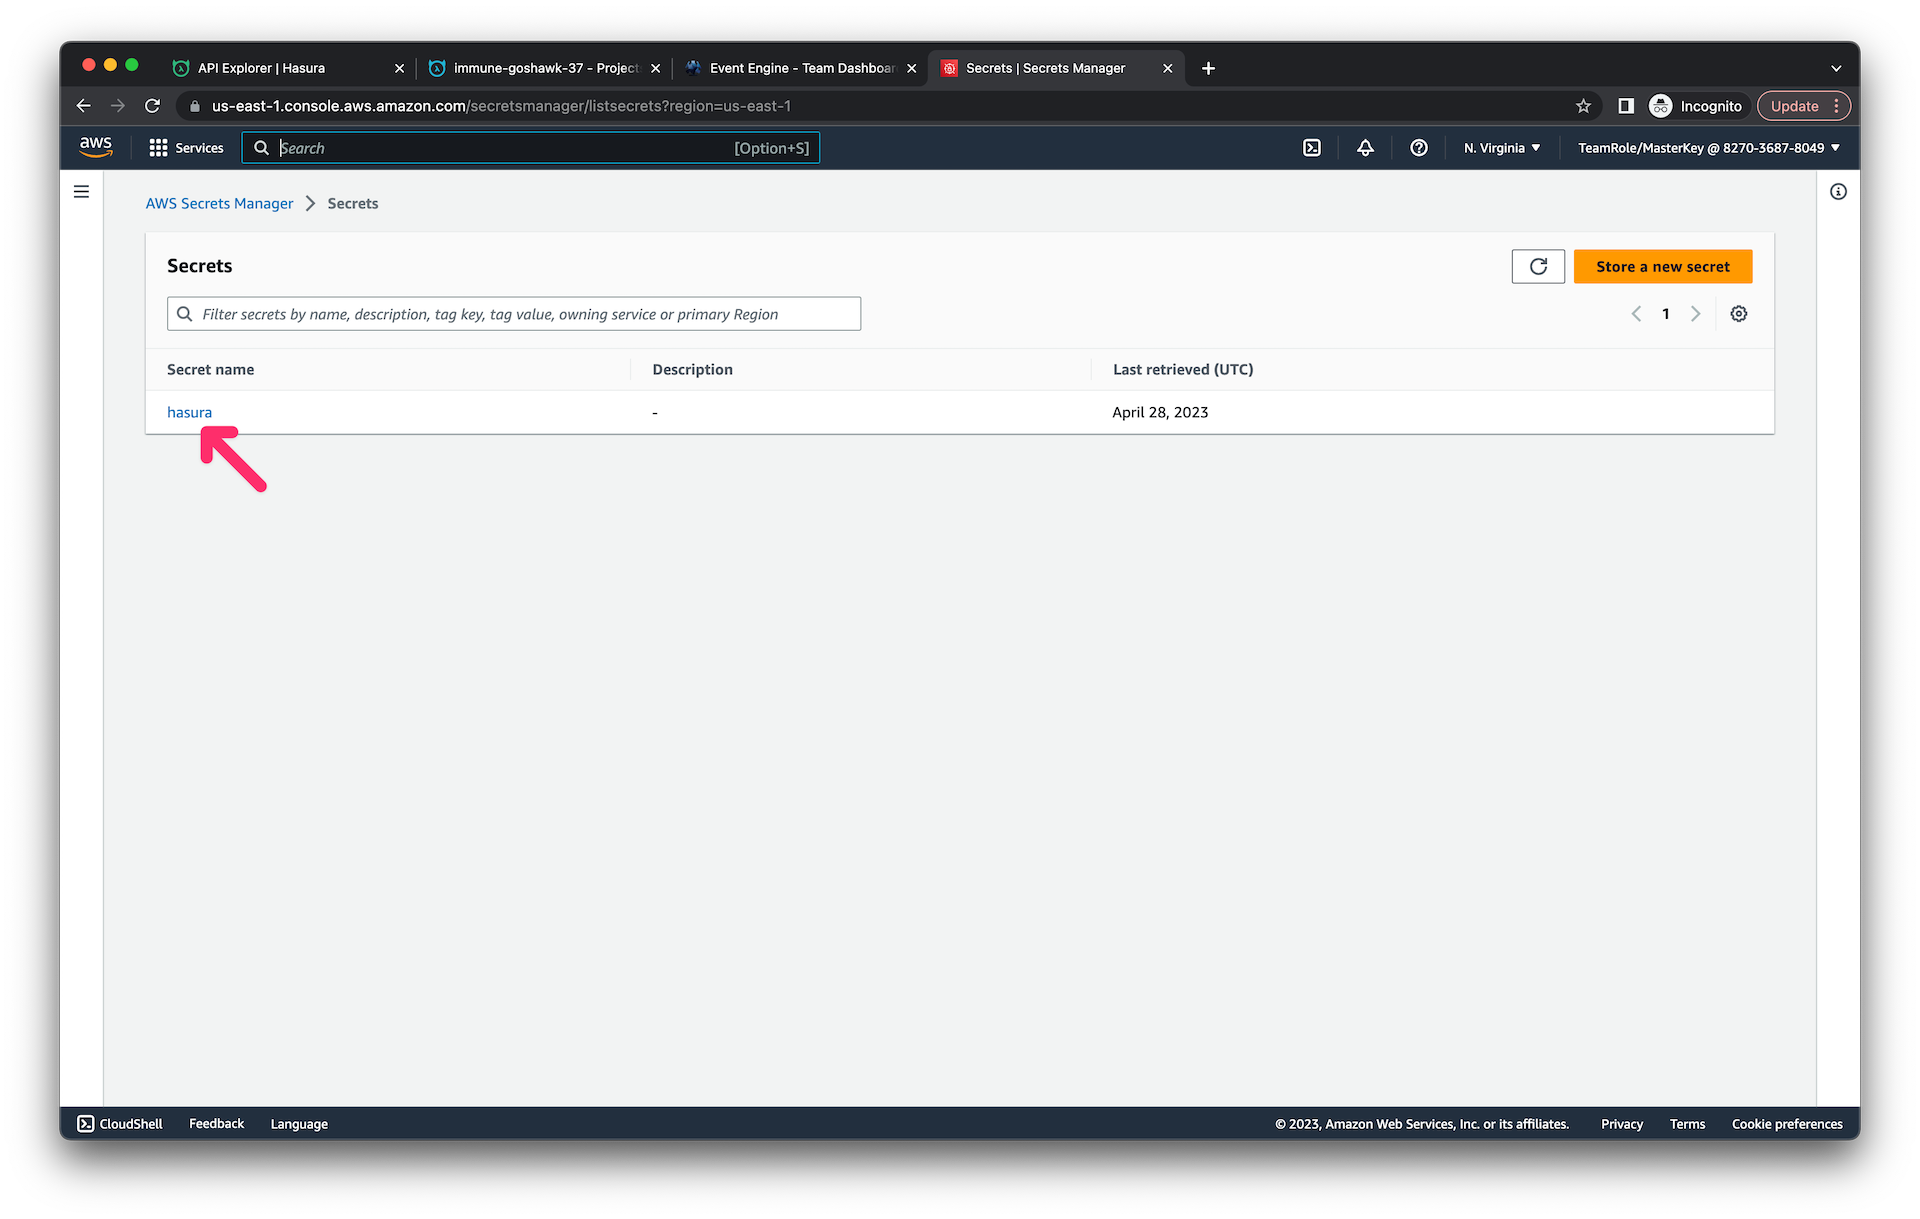 API Explorer | Hasura
immune-goshawk-37 - Project
Event Engine - Team Dashboar
Secrets | Secrets Manager
us-east-1.console.aws.amazon.com/secretsmanager/listsecrets?region=us-east-1
Incognito
Update
aws
Services
Search
[Option+S]
N. Virginia
TeamRole/MasterKey @ 8270-3687-8049
AWS Secrets Manager > Secrets
Secrets
Store a new secret
Filter secrets by name, description, tag key, tag value, owning service or primary Region
1
Secret name Description Last retrieved (UTC)
hasura - April 28, 2023
CloudShell Feedback Language © 2023, Amazon Web Services, Inc. or its affiliates. Privacy Terms Cookie preferences